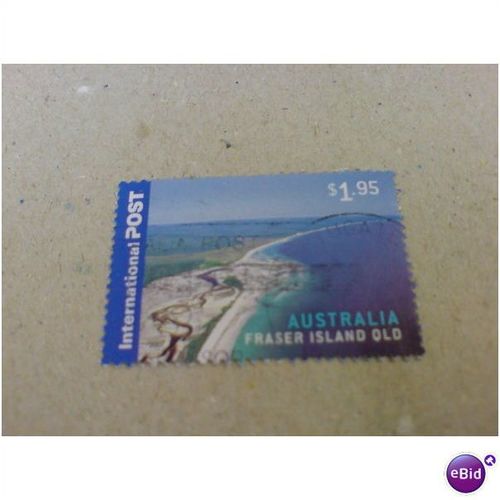 International POST
$1.95
AUSTRALIA
FRASER ISLAND QLD
eBid